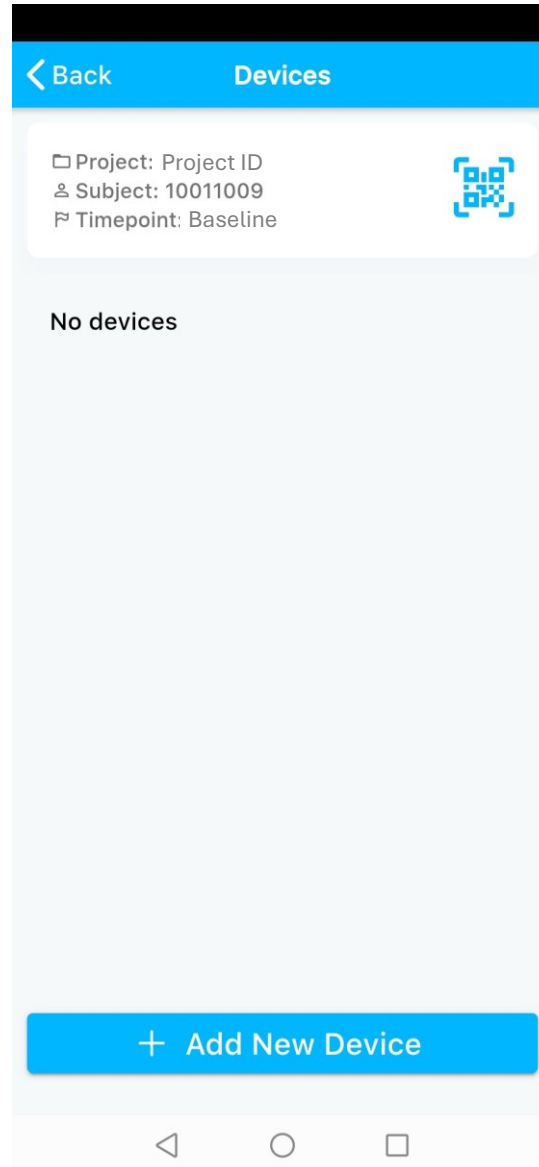 Back
Devices
Project: Project ID
Subject: 10011009
Timepoint: Baseline
No devices
+ Add New Device